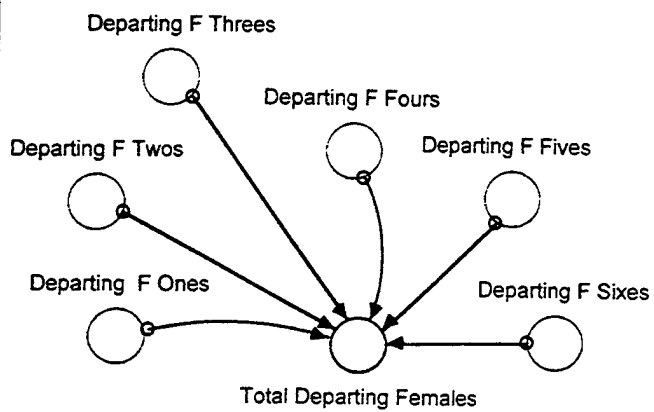 Departing F Threes
Departing F Fours
Departing F Twos
Departing F Fives
Departing F Ones
Departing F Sixes
Total Departing Females